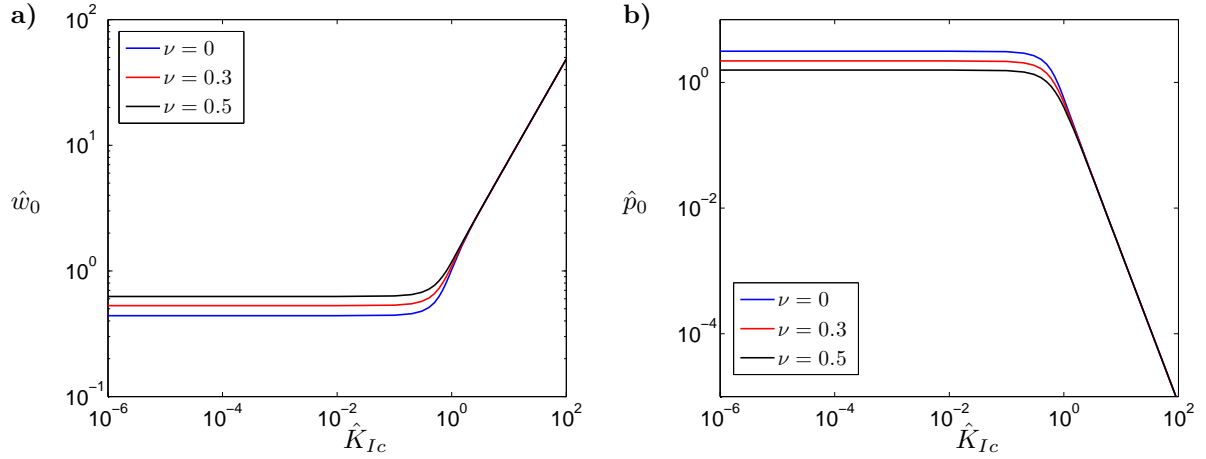 a)
10^2
10^1
10^0
10^{-1}
ŵ_0
ν = 0
ν = 0.3
ν = 0.5
10^{-6} 10^{-4} 10^{-2} 10^0 10^2
K̂_{Ic}
b)
10^0
10^{-2}
10^{-4}
p̂_0
ν = 0
ν = 0.3
ν = 0.5
10^{-6} 10^{-4} 10^{-2} 10^0 10^2
K̂_{Ic}